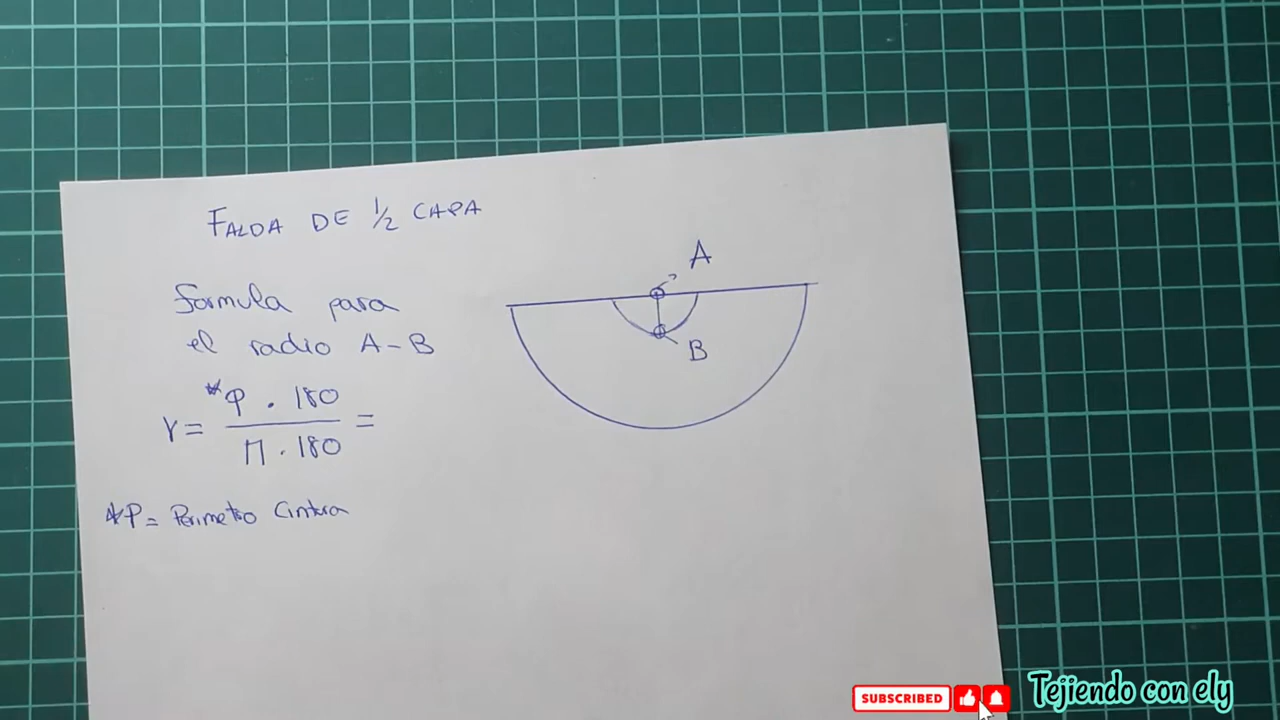 FALDA DE 1/2 CAPA
formula para
el radio A-B
r = *P . 180 / π . 180 =
*P = Perimetro Cintura
A
B
SUBSCRIBED
Tejiendo con ely